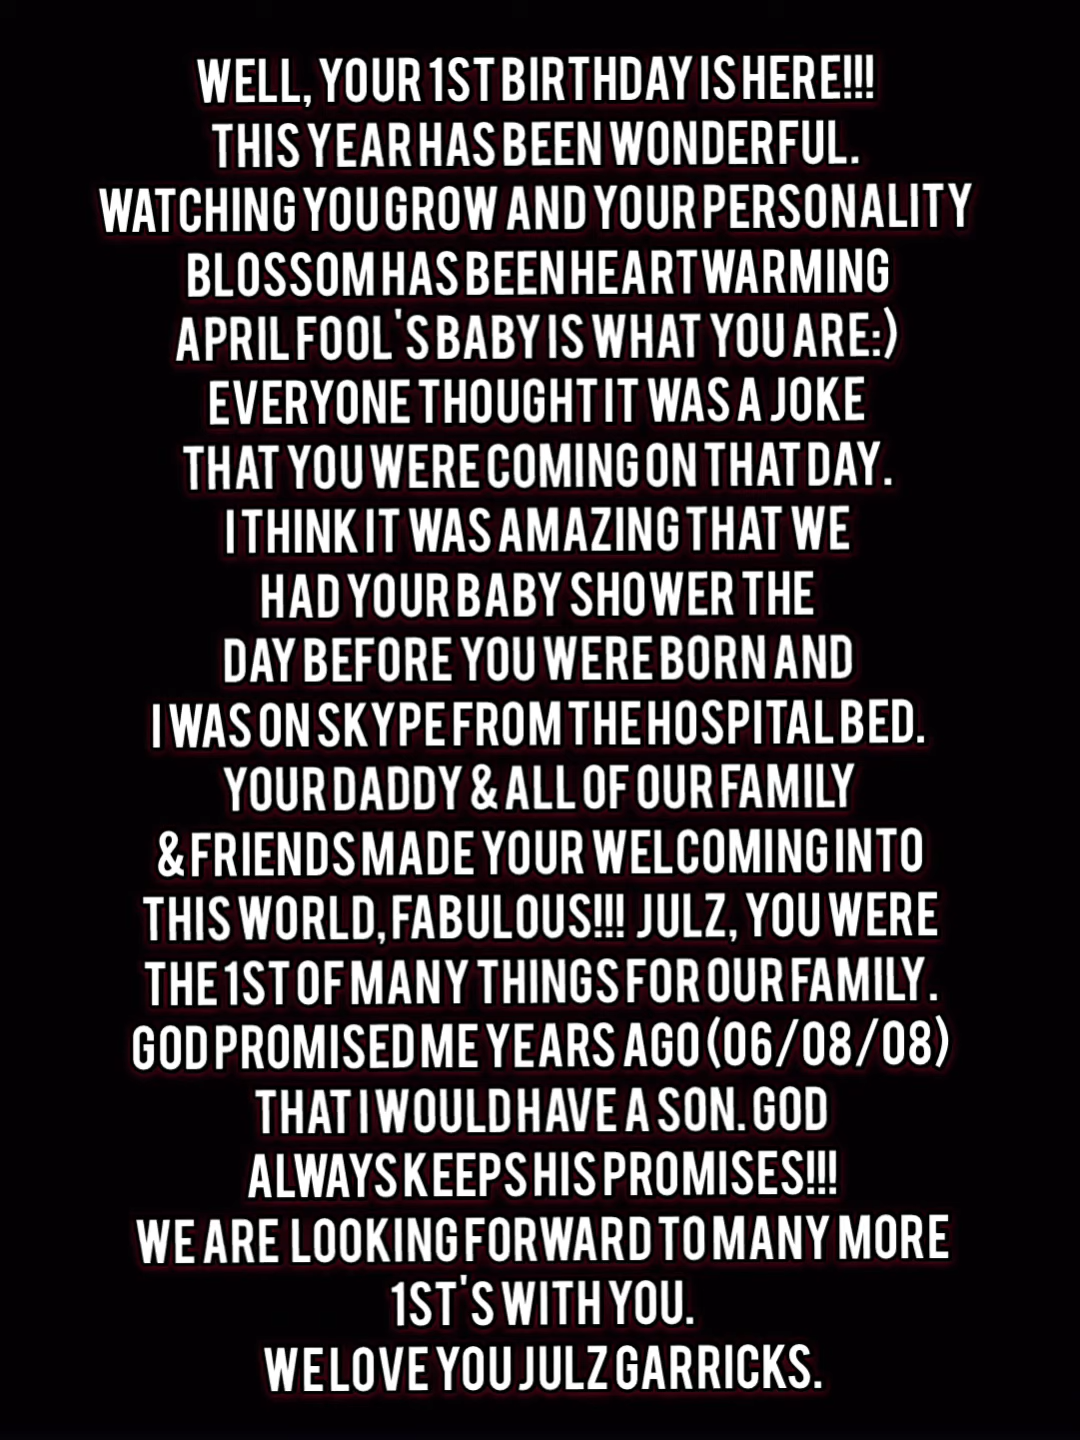 WELL, YOUR 1ST BIRTHDAY IS HERE!!!
THIS YEAR HAS BEEN WONDERFUL.
WATCHING YOU GROW AND YOUR PERSONALITY
BLOSSOM HAS BEEN HEARTWARMING
APRIL FOOL'S BABY IS WHAT YOU ARE:)
EVERYONE THOUGHT IT WAS A JOKE
THAT YOU WERE COMING ON THAT DAY.
I THINK IT WAS AMAZING THAT WE
HAD YOUR BABY SHOWER THE
DAY BEFORE YOU WERE BORN AND
I WAS ON SKYPE FROM THE HOSPITAL BED.
YOUR DADDY & ALL OF OUR FAMILY
& FRIENDS MADE YOUR WELCOMING INTO
THIS WORLD, FABULOUS!!! JULZ, YOU WERE
THE 1ST OF MANY THINGS FOR OUR FAMILY.
GOD PROMISED ME YEARS AGO (06/08/08)
THAT I WOULD HAVE A SON. GOD
ALWAYS KEEPS HIS PROMISES!!!
WE ARE LOOKING FORWARD TO MANY MORE
1ST'S WITH YOU.
WE LOVE YOU JULZ GARRICKS.